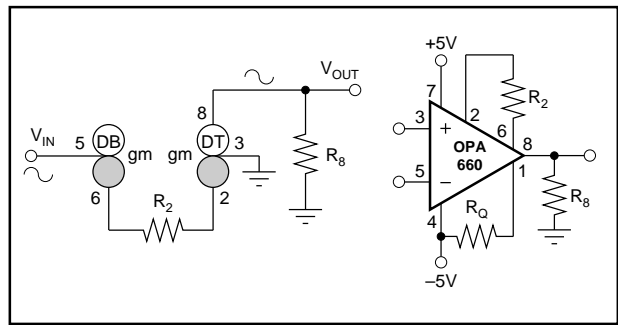 V_IN
5
DB
gm
6
R_2
8
DT
gm
3
2
V_OUT
R_8
+5V
7
2
R_2
3
+
6
OPA
660
8
1
5
–
4
R_Q
R_8
–5V